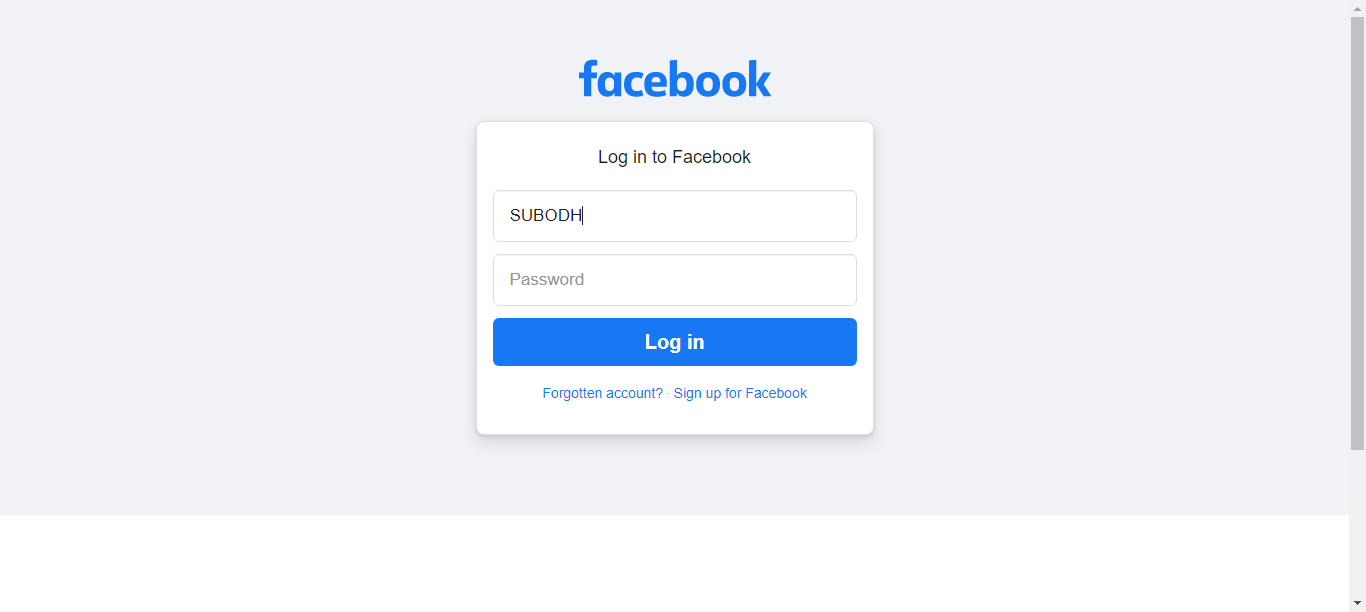 facebook
Log in to Facebook
SUBODH
Password
Log in
Forgotten account? · Sign up for Facebook